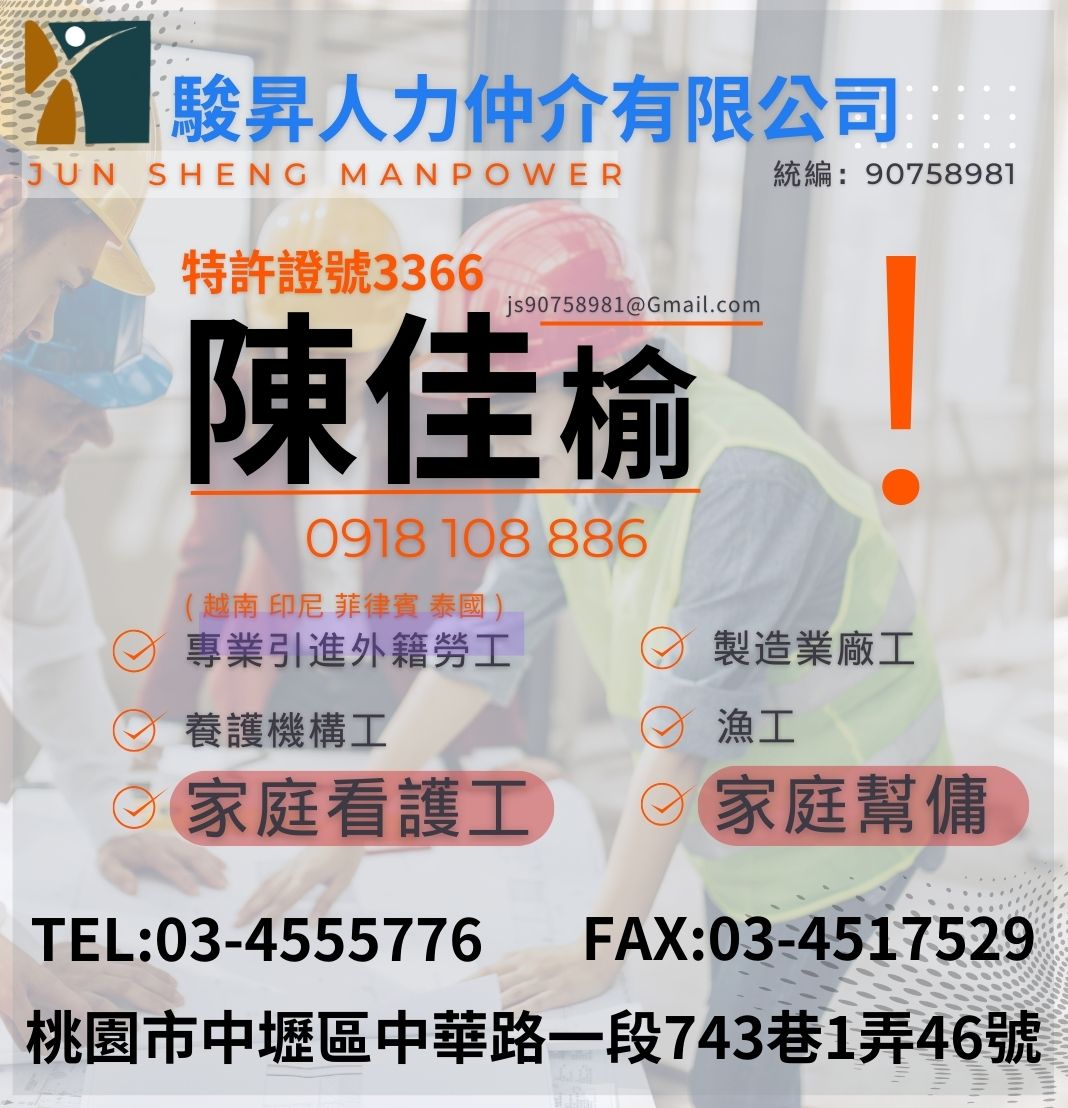 駿昇人力仲介有限公司
JUN SHENG MANPOWER
統編：90758981
特許證號3366
js90758981@Gmail.com
陳佳榆
!
0918 108 886
( 越南 印尼 菲律賓 泰國 )
專業引進外籍勞工
製造業廠工
養護機構工
漁工
家庭看護工
家庭幫傭
TEL:03-4555776
FAX:03-4517529
桃園市中壢區中華路一段743巷1弄46號